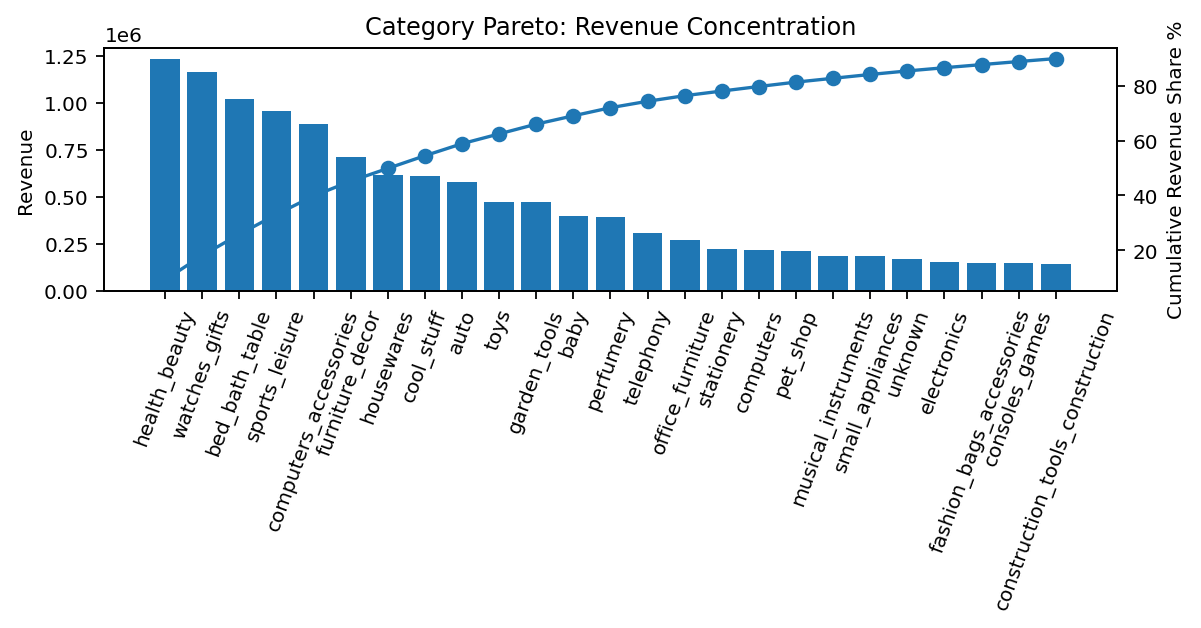 Category Pareto: Revenue Concentration
1e6
Revenue
1.25
1.00
0.75
0.50
0.25
0.00
80
60
40
20
Cumulative Revenue Share %
health_beauty
watches_gifts
bed_bath_table
sports_leisure
computers_accessories
furniture_decor
housewares
cool_stuff
auto
toys
garden_tools
baby
perfumery
telephony
office_furniture
stationery
computers
pet_shop
musical_instruments
small_appliances
unknown
electronics
fashion_bags_accessories
consoles_games
construction_tools_construction